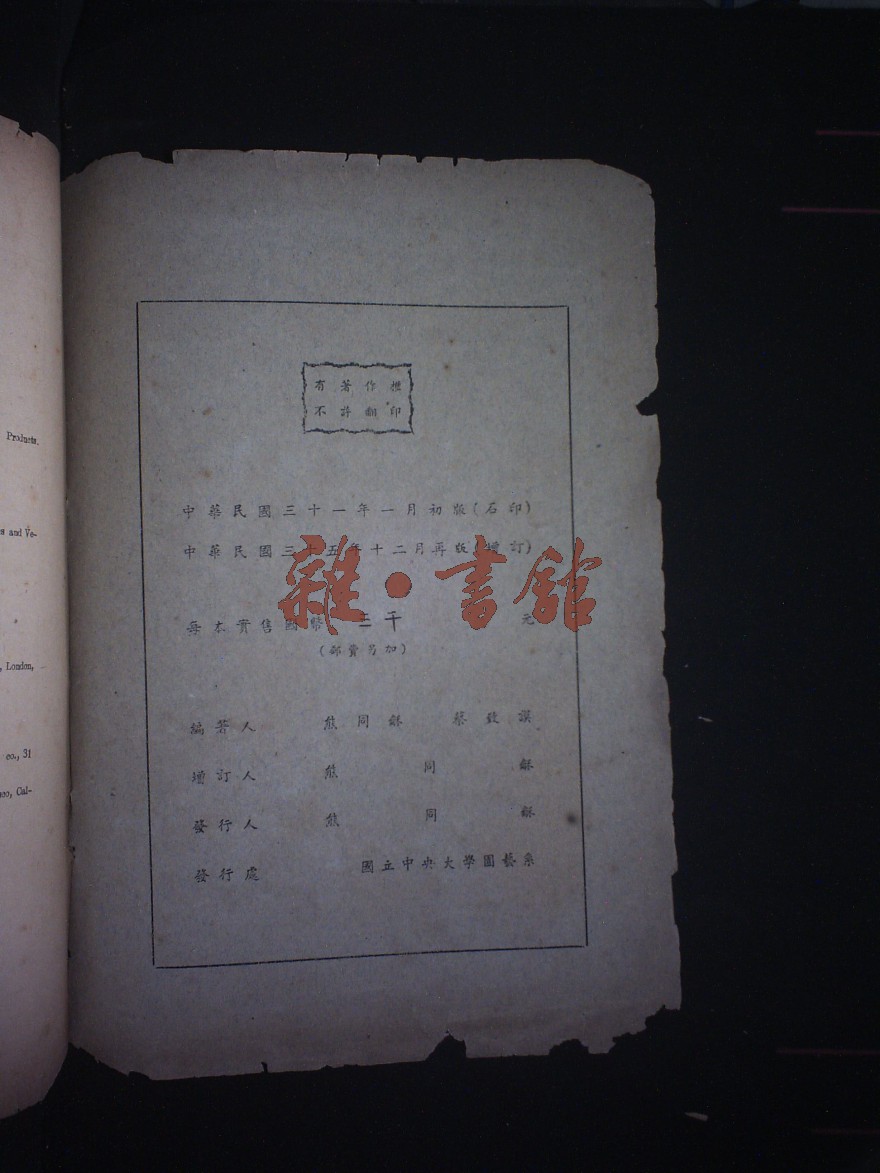 Products.
s and Ve-
, London,
co., 31
sco, Cal-
有著作權
不許翻印
中華民國三十一年一月初版(石印)
中華民國三十五年十二月再版(增訂)
雜·書館
每本實售國幣 三千 元
(郵費另加)
編著人 熊同龢 蔡致謨
增訂人 熊同龢
發行人 熊同龢
發行處 國立中央大學園藝系